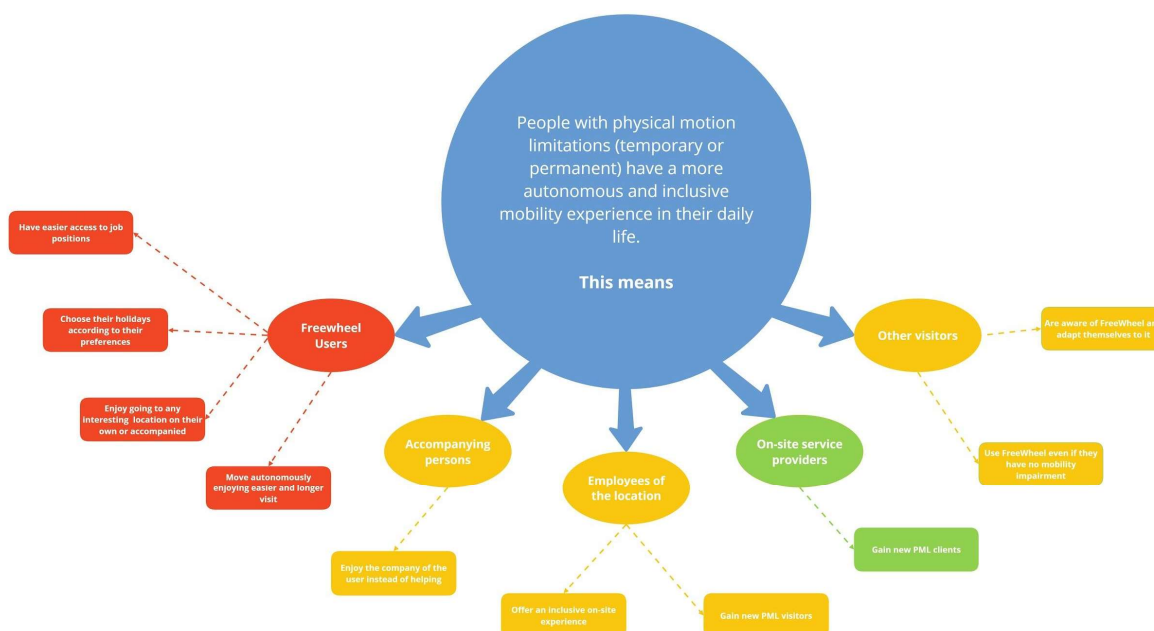 People with physical motion
limitations (temporary or
permanent) have a more
autonomous and inclusive
mobility experience in their daily
life.
This means
Have easier access to job
positions
Choose their holidays
according to their
preferences
Freewheel
Users
Other visitors
Are aware of FreeWheel an
adapt themselves to it
Enjoy going to any
interesting location on their
own or accompanied
Accompanying
persons
On-site service
providers
Move autonomously
enjoying easier and longer
visit
Employees of
the location
Use FreeWheel even if they
have no mobility
impairment
Enjoy the company of the
user instead of helping
Gain new PML clients
Offer an inclusive on-site
experience
Gain new PML visitors